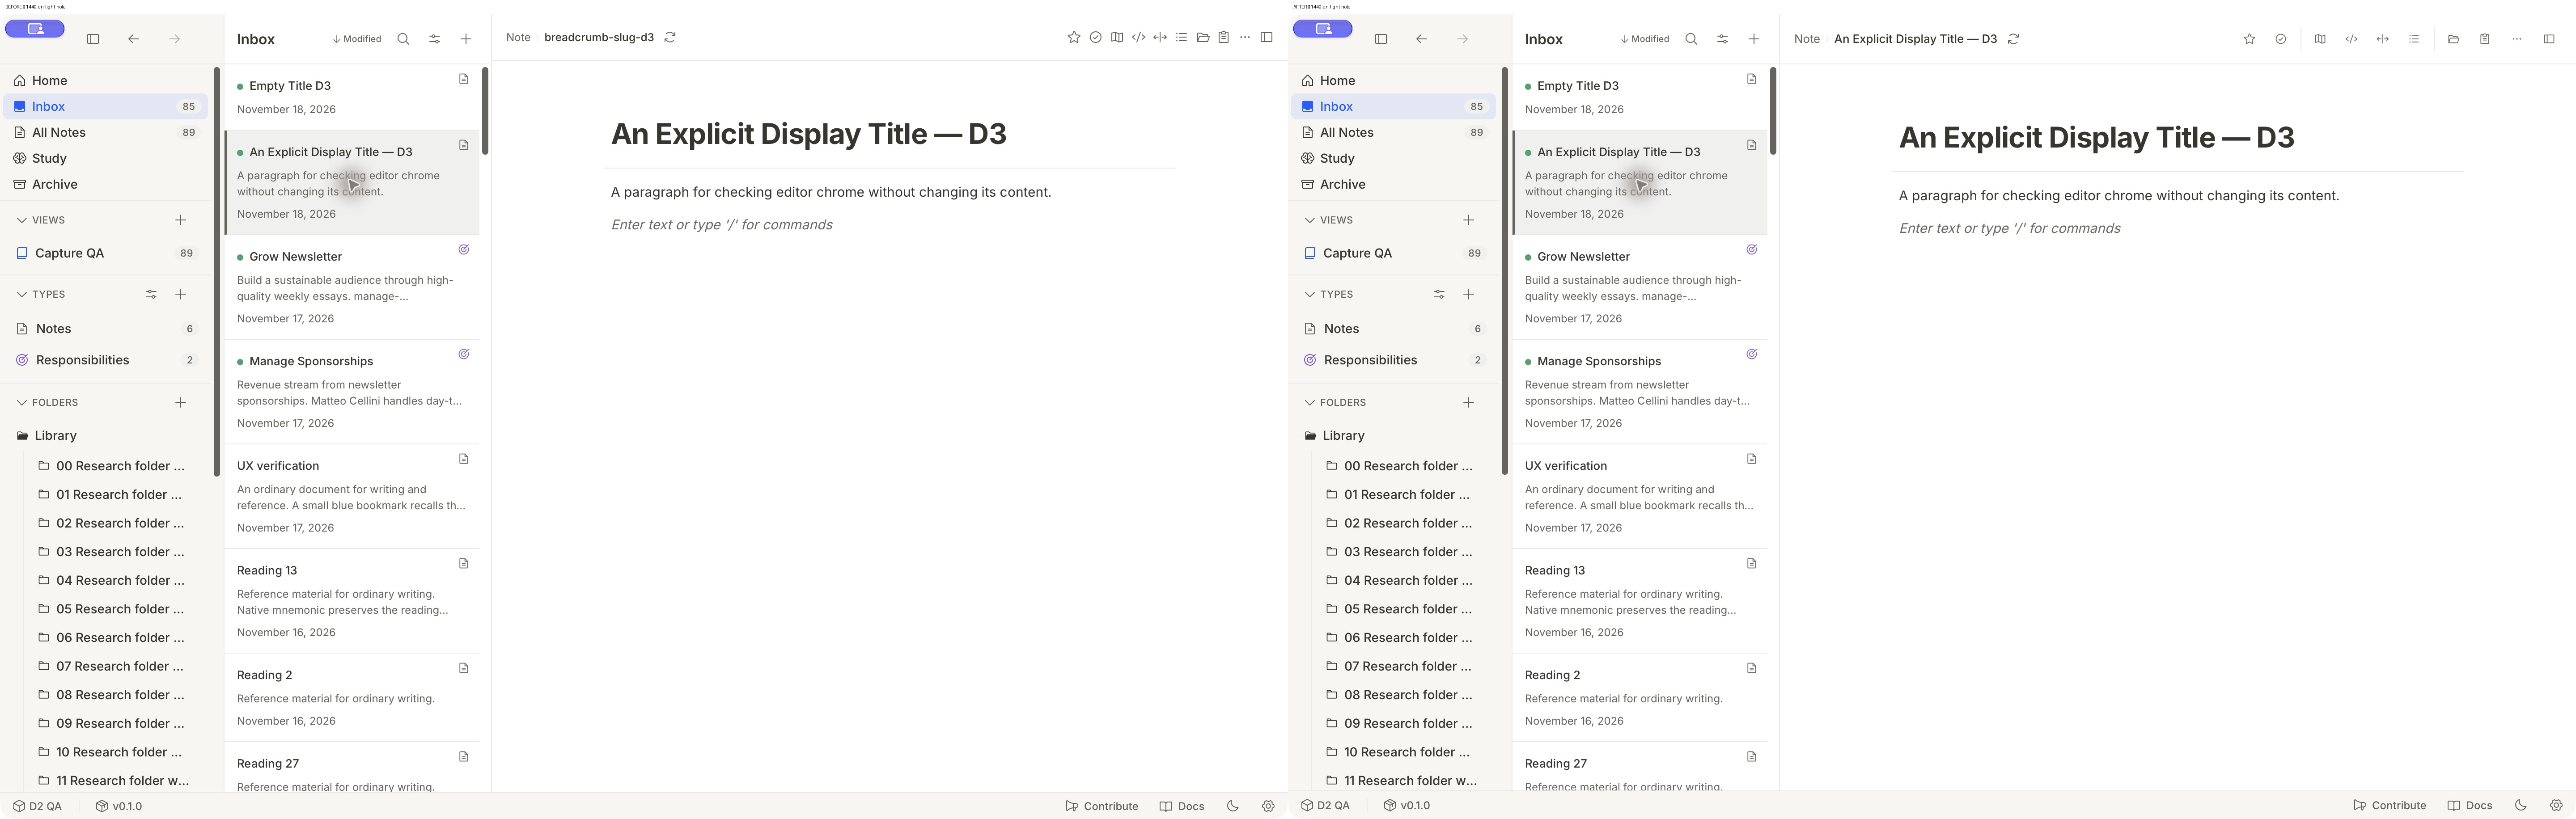 BEFORE B 1440-en-light-note
Inbox
Modified
Note
breadcrumb-slug-d3
Home
Inbox 85
All Notes 89
Study
Archive
VIEWS
Capture QA 89
TYPES
Notes 6
Responsibilities 2
FOLDERS
Library
00 Research folder ...
01 Research folder ...
02 Research folder ...
03 Research folder ...
04 Research folder ...
05 Research folder ...
06 Research folder ...
07 Research folder ...
08 Research folder ...
09 Research folder ...
10 Research folder ...
11 Research folder w...
Empty Title D3
November 18, 2026
An Explicit Display Title — D3
A paragraph for checking editor chrome
without changing its content.
November 18, 2026
Grow Newsletter
Build a sustainable audience through high-
quality weekly essays. manage-...
November 17, 2026
Manage Sponsorships
Revenue stream from newsletter
sponsorships. Matteo Cellini handles day-t...
November 17, 2026
UX verification
An ordinary document for writing and
reference. A small blue bookmark recalls th...
November 17, 2026
Reading 13
Reference material for ordinary writing.
Native mnemonic preserves the reading...
November 16, 2026
Reading 2
Reference material for ordinary writing.
November 16, 2026
Reading 27
Reference material for ordinary writing.
An Explicit Display Title — D3
A paragraph for checking editor chrome without changing its content.
Enter text or type '/' for commands
D2 QA
v0.1.0
Contribute
Docs
AFTER B 1440-en-light-note
Inbox
Modified
Note
An Explicit Display Title — D3
Home
Inbox 85
All Notes 89
Study
Archive
VIEWS
Capture QA 89
TYPES
Notes 6
Responsibilities 2
FOLDERS
Library
00 Research folder ...
01 Research folder ...
02 Research folder ...
03 Research folder ...
04 Research folder ...
05 Research folder ...
06 Research folder ...
07 Research folder ...
08 Research folder ...
09 Research folder ...
10 Research folder ...
11 Research folder w...
Empty Title D3
November 18, 2026
An Explicit Display Title — D3
A paragraph for checking editor chrome
without changing its content.
November 18, 2026
Grow Newsletter
Build a sustainable audience through high-
quality weekly essays. manage-...
November 17, 2026
Manage Sponsorships
Revenue stream from newsletter
sponsorships. Matteo Cellini handles day-t...
November 17, 2026
UX verification
An ordinary document for writing and
reference. A small blue bookmark recalls th...
November 17, 2026
Reading 13
Reference material for ordinary writing.
Native mnemonic preserves the reading...
November 16, 2026
Reading 2
Reference material for ordinary writing.
November 16, 2026
Reading 27
Reference material for ordinary writing.
An Explicit Display Title — D3
A paragraph for checking editor chrome without changing its content.
Enter text or type '/' for commands
D2 QA
v0.1.0
Contribute
Docs